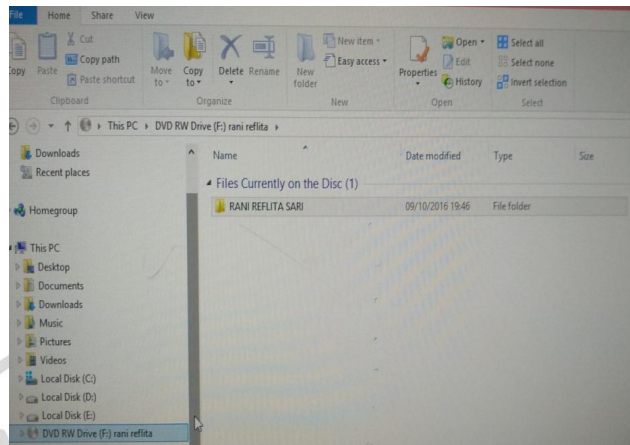 File Home Share View
Cut
Copy path
Paste shortcut
Copy Paste
Move to
Copy to
Delete Rename
New folder
New item
Easy access
Properties
Open
Edit
History
Select all
Select none
Invert selection
Clipboard Organize New Open Select
This PC DVD RW Drive (F:) rani reflita
Name Date modified Type Size
Files Currently on the Disc (1)
RANI REFLITA SARI 09/10/2016 19:46 File folder
Downloads
Recent places
Homegroup
This PC
Desktop
Documents
Downloads
Music
Pictures
Videos
Local Disk (C:)
Local Disk (D:)
Local Disk (E:)
DVD RW Drive (F:) rani reflita